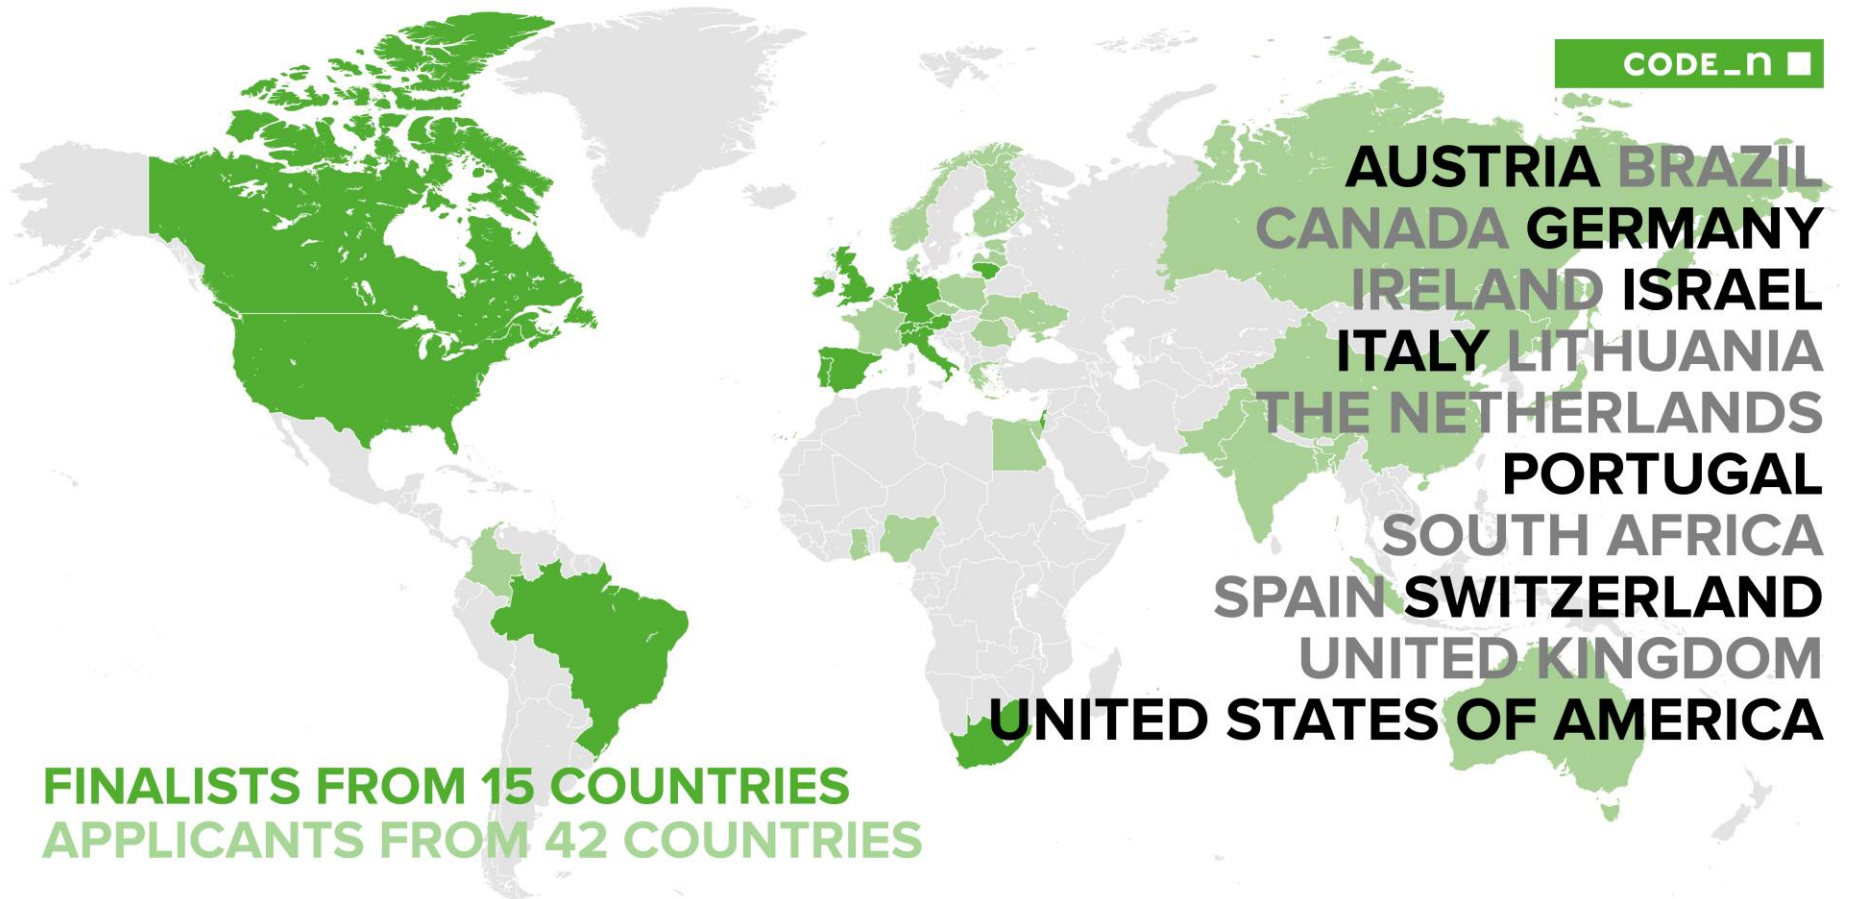 CODE_n
AUSTRIA BRAZIL
CANADA GERMANY
IRELAND ISRAEL
ITALY LITHUANIA
THE NETHERLANDS
PORTUGAL
SOUTH AFRICA
SPAIN SWITZERLAND
UNITED KINGDOM
UNITED STATES OF AMERICA
FINALISTS FROM 15 COUNTRIES
APPLICANTS FROM 42 COUNTRIES